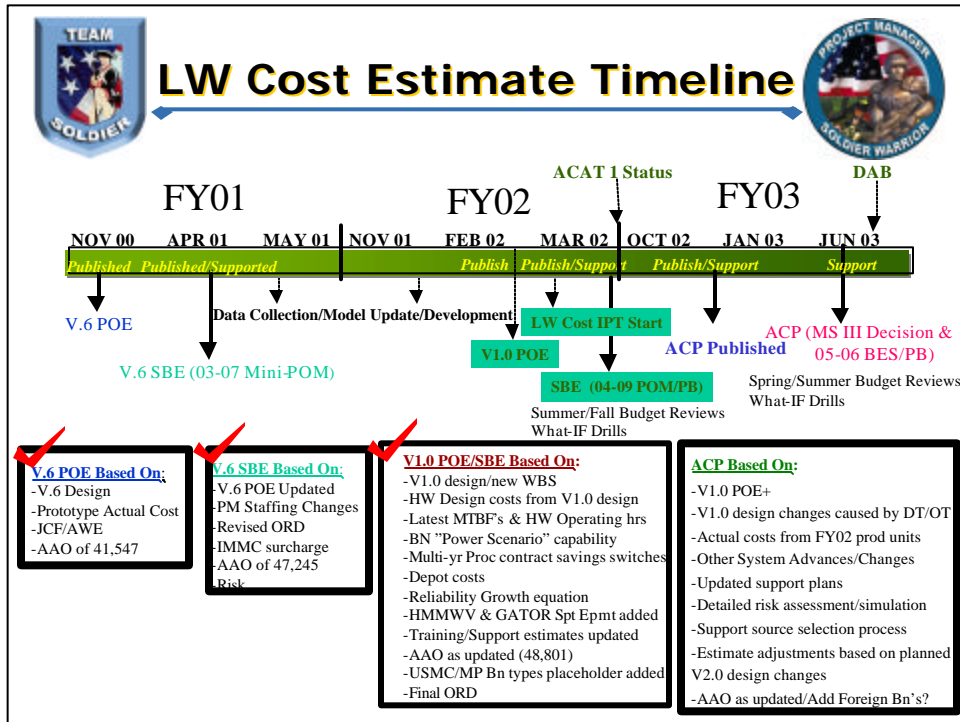 TEAM
SOLDIER
LW Cost Estimate Timeline
PROJECT MANAGER
SOLDIER WARRIOR
ACAT 1 Status
DAB
FY01
FY02
FY03
NOV 00 APR 01 MAY 01 NOV 01 FEB 02 MAR 02 OCT 02 JAN 03 JUN 03
Published Published/Supported Publish Publish/Support Publish/Support Support
V.6 POE
Data Collection/Model Update/Development
LW Cost IPT Start
V1.0 POE
ACP Published
ACP (MS III Decision &
05-06 BES/PB)
V.6 SBE (03-07 Mini-POM)
SBE (04-09 POM/PB)
Spring/Summer Budget Reviews
What-IF Drills
Summer/Fall Budget Reviews
What-IF Drills
V.6 POE Based On:
-V.6 Design
-Prototype Actual Cost
-JCF/AWE
-AAO of 41,547
V.6 SBE Based On:
-V.6 POE Updated
-PM Staffing Changes
-Revised ORD
-IMMC surcharge
-AAO of 47,245
-Risk
V1.0 POE/SBE Based On:
-V1.0 design/new WBS
-HW Design costs from V1.0 design
-Latest MTBF's & HW Operating hrs
-BN "Power Scenario" capability
-Multi-yr Proc contract savings switches
-Depot costs
-Reliability Growth equation
-HMMWV & GATOR Spt Epmt added
-Training/Support estimates updated
-AAO as updated (48,801)
-USMC/MP Bn types placeholder added
-Final ORD
ACP Based On:
-V1.0 POE+
-V1.0 design changes caused by DT/OT
-Actual costs from FY02 prod units
-Other System Advances/Changes
-Updated support plans
-Detailed risk assessment/simulation
-Support source selection process
-Estimate adjustments based on planned
V2.0 design changes
-AAO as updated/Add Foreign Bn's?